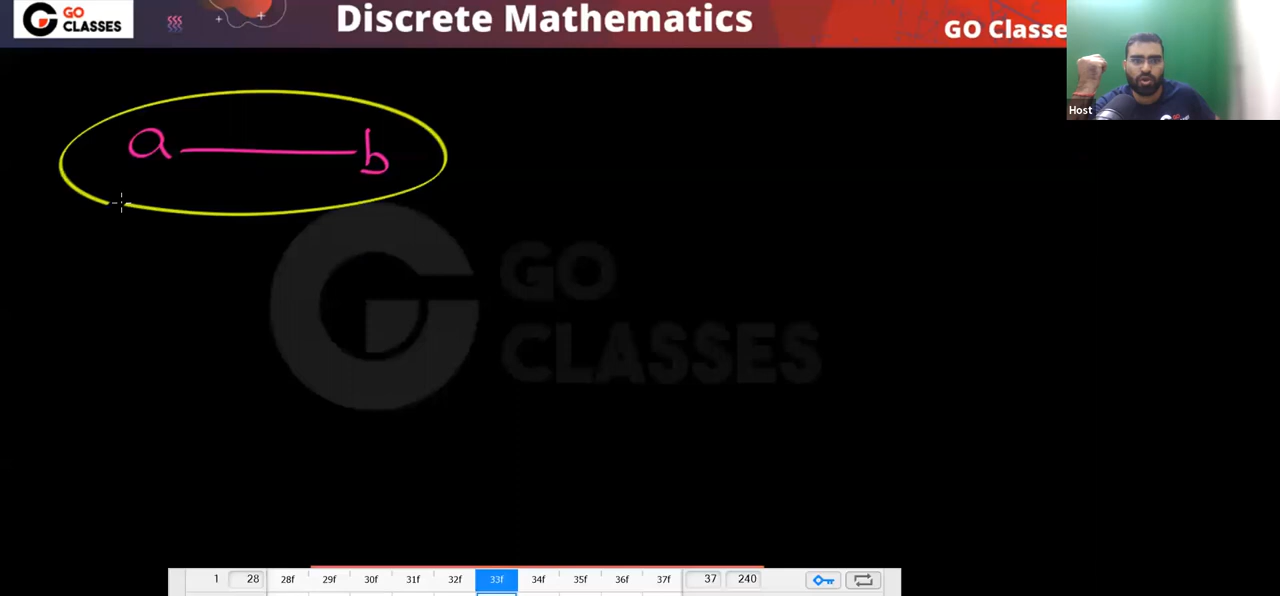 GO
CLASSES
Discrete Mathematics
GO Classe
Host
a b
GO
CLASSES
1 28 28f 29f 30f 31f 32f 33f 34f 35f 36f 37f 37 240